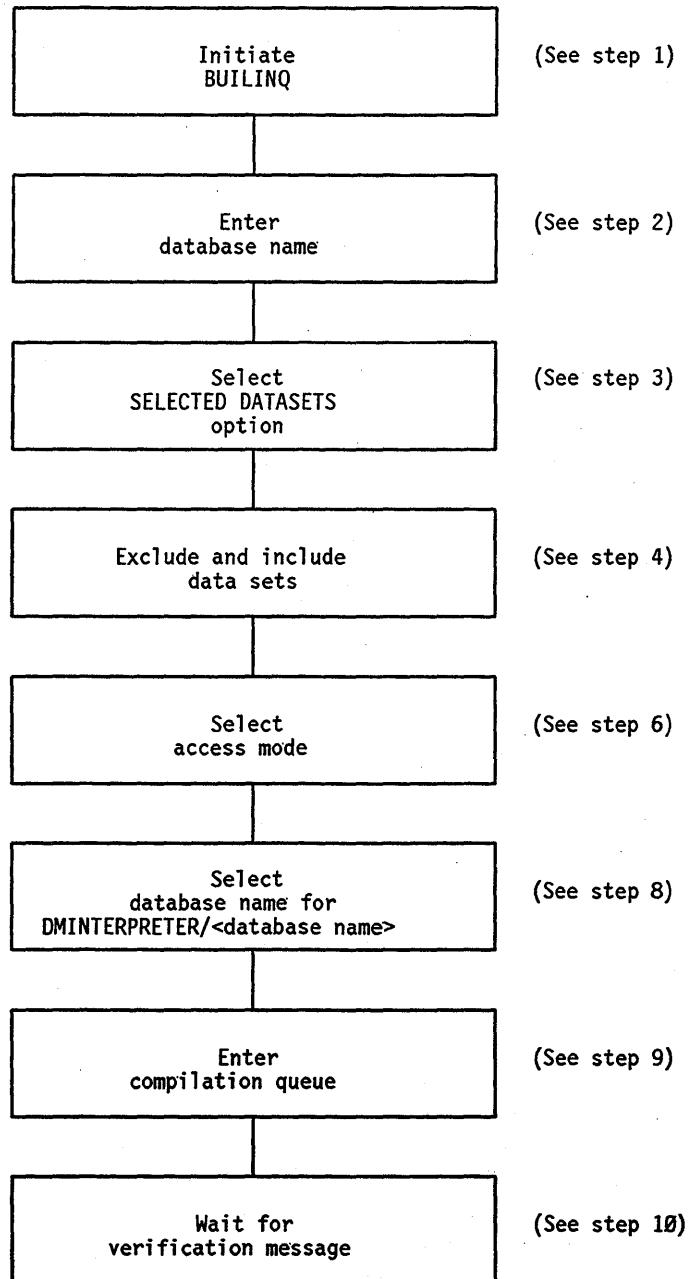 Initiate (See step 1)
BUILINQ
Enter (See step 2)
database name
Select (See step 3)
SELECTED DATASETS
option
Exclude and include (See step 4)
data sets
Select (See step 6)
access mode
Select (See step 8)
database name for
DMINTERPRETER/<database name>
Enter (See step 9)
compilation queue
Wait for (See step 10)
verification message